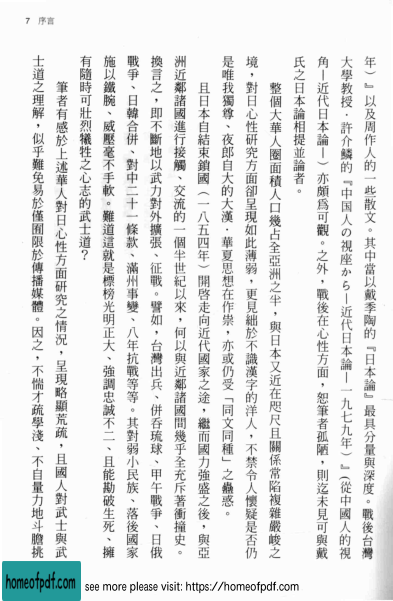 7 序言
年)』以及周作人的一些散文。其中當以戴季陶的『日本論』最具分量與深度。戰後台灣
大學教授·許介鱗的『中国人の視座から—近代日本論—一九七九年)』(從中國人的視
角—近代日本論—)亦頗爲可觀。之外,戰後在心性方面,恕筆者孤陋,則迄未見可與戴
氏之日本論相提並論者。
整個大華人圈面積人口幾占全亞洲之半,與日本又近在咫尺且關係常陷複雜嚴峻之
境,對日心性研究方面卻呈現如此薄弱,更見絀於不識漢字的洋人,不禁令人懷疑是否仍
是唯我獨尊、夜郎自大的大漢·華夏思想在作祟,亦或仍受「同文同種」之蠱惑。
且日本自結束鎖國(一八五四年)開啓走向近代國家之途,繼而國力強盛之後,與亞
洲近鄰諸國進行接觸、交流的一個半世紀以來,何以與近鄰諸國間幾乎全充斥著衝撞史。
換言之,即不斷地以武力對外擴張、征戰。譬如,台灣出兵、併吞琉球、甲午戰爭、日俄
戰爭、日韓合併、對中二十一條款、滿州事變、八年抗戰等等。其對弱小民族、落後國家
施以鐵腕、威壓毫不手軟。難道這就是標榜光明正大、強調忠誠不二、且能勘破生死、擁
有隨時可壯烈犧牲之心志的武士道?
筆者有感於上述華人對日心性方面研究之情況,呈現略顯荒疏,且國人對武士與武
士道之理解,似乎難免易於僅囿限於傳播媒體。因之,不惴才疏學淺、不自量力地斗膽挑
homeofpdf.com
see more please visit: https://homeofpdf.com